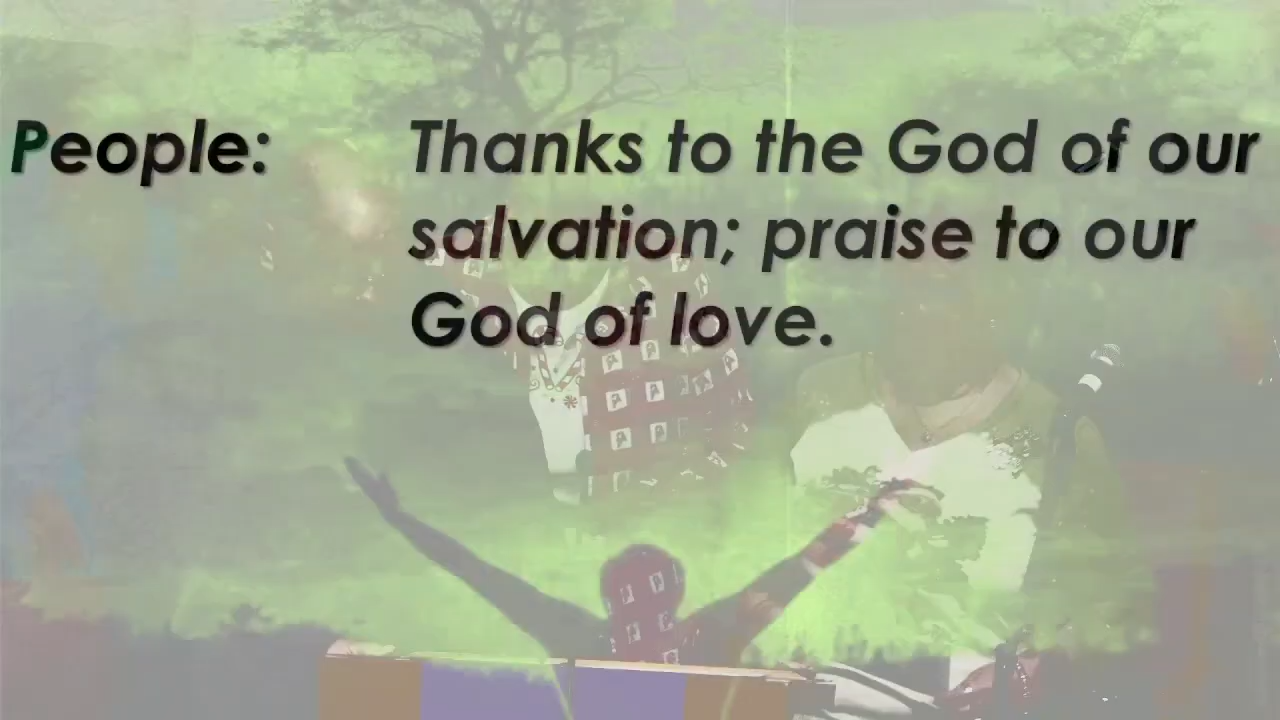 People: Thanks to the God of our
salvation; praise to our
God of love.